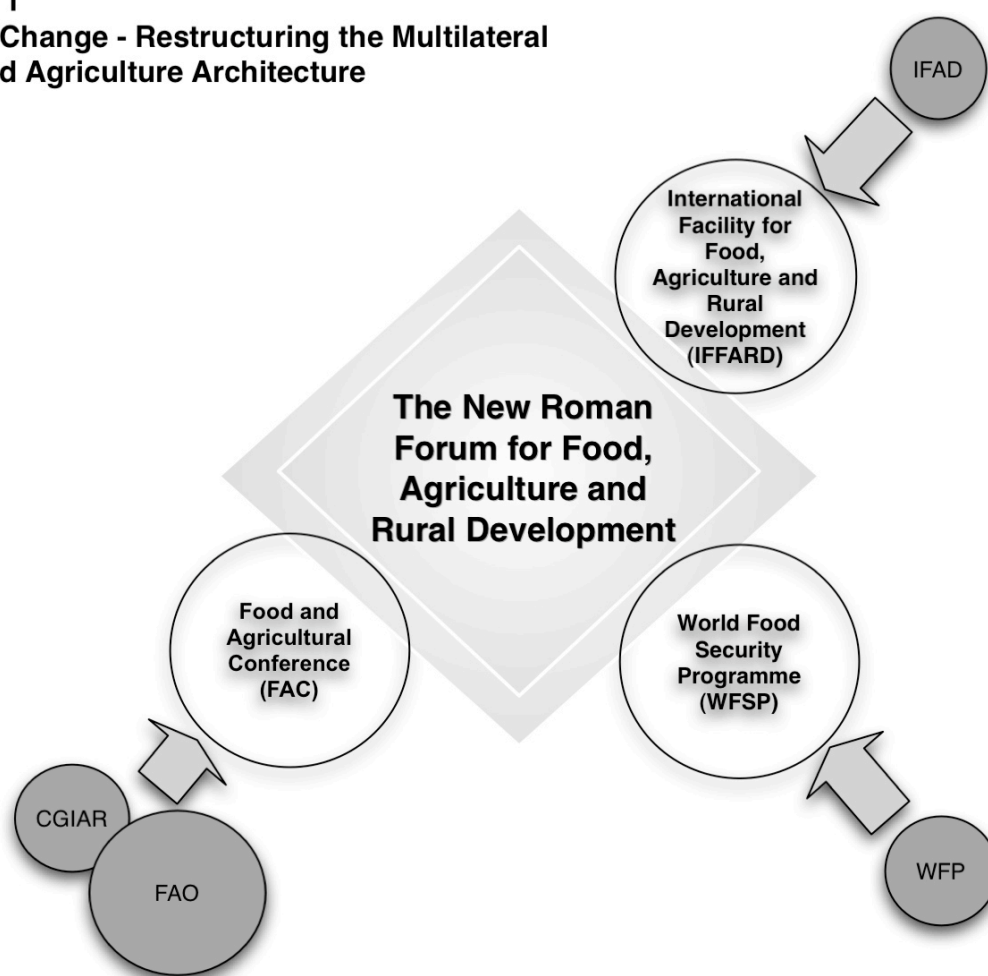 Change - Restructuring the Multilateral
d Agriculture Architecture
IFAD
International
Facility for
Food,
Agriculture and
Rural
Development
(IFFARD)
The New Roman
Forum for Food,
Agriculture and
Rural Development
Food and
Agricultural
Conference
(FAC)
World Food
Security
Programme
(WFSP)
CGIAR
FAO
WFP